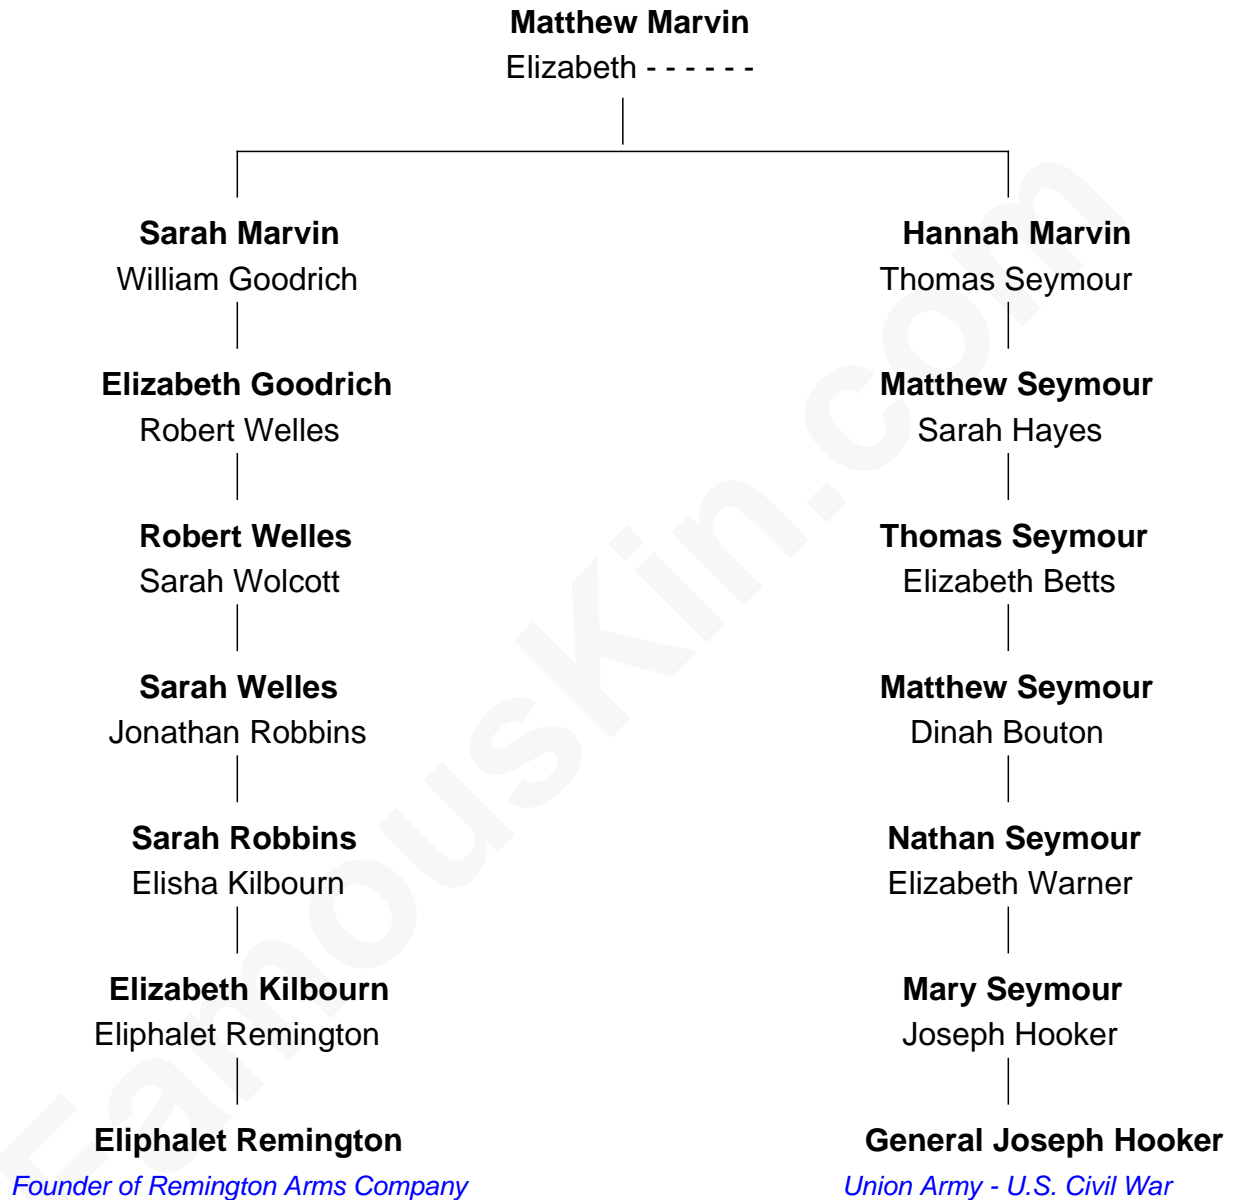 Matthew Marvin
Elizabeth - - - - - -
Sarah Marvin
William Goodrich
Hannah Marvin
Thomas Seymour
Elizabeth Goodrich
Robert Welles
Matthew Seymour
Sarah Hayes
Robert Welles
Sarah Wolcott
Thomas Seymour
Elizabeth Betts
Sarah Welles
Jonathan Robbins
Matthew Seymour
Dinah Bouton
Sarah Robbins
Elisha Kilbourn
Nathan Seymour
Elizabeth Warner
Elizabeth Kilbourn
Eliphalet Remington
Mary Seymour
Joseph Hooker
Eliphalet Remington
Founder of Remington Arms Company
General Joseph Hooker
Union Army - U.S. Civil War
FamousKin.com